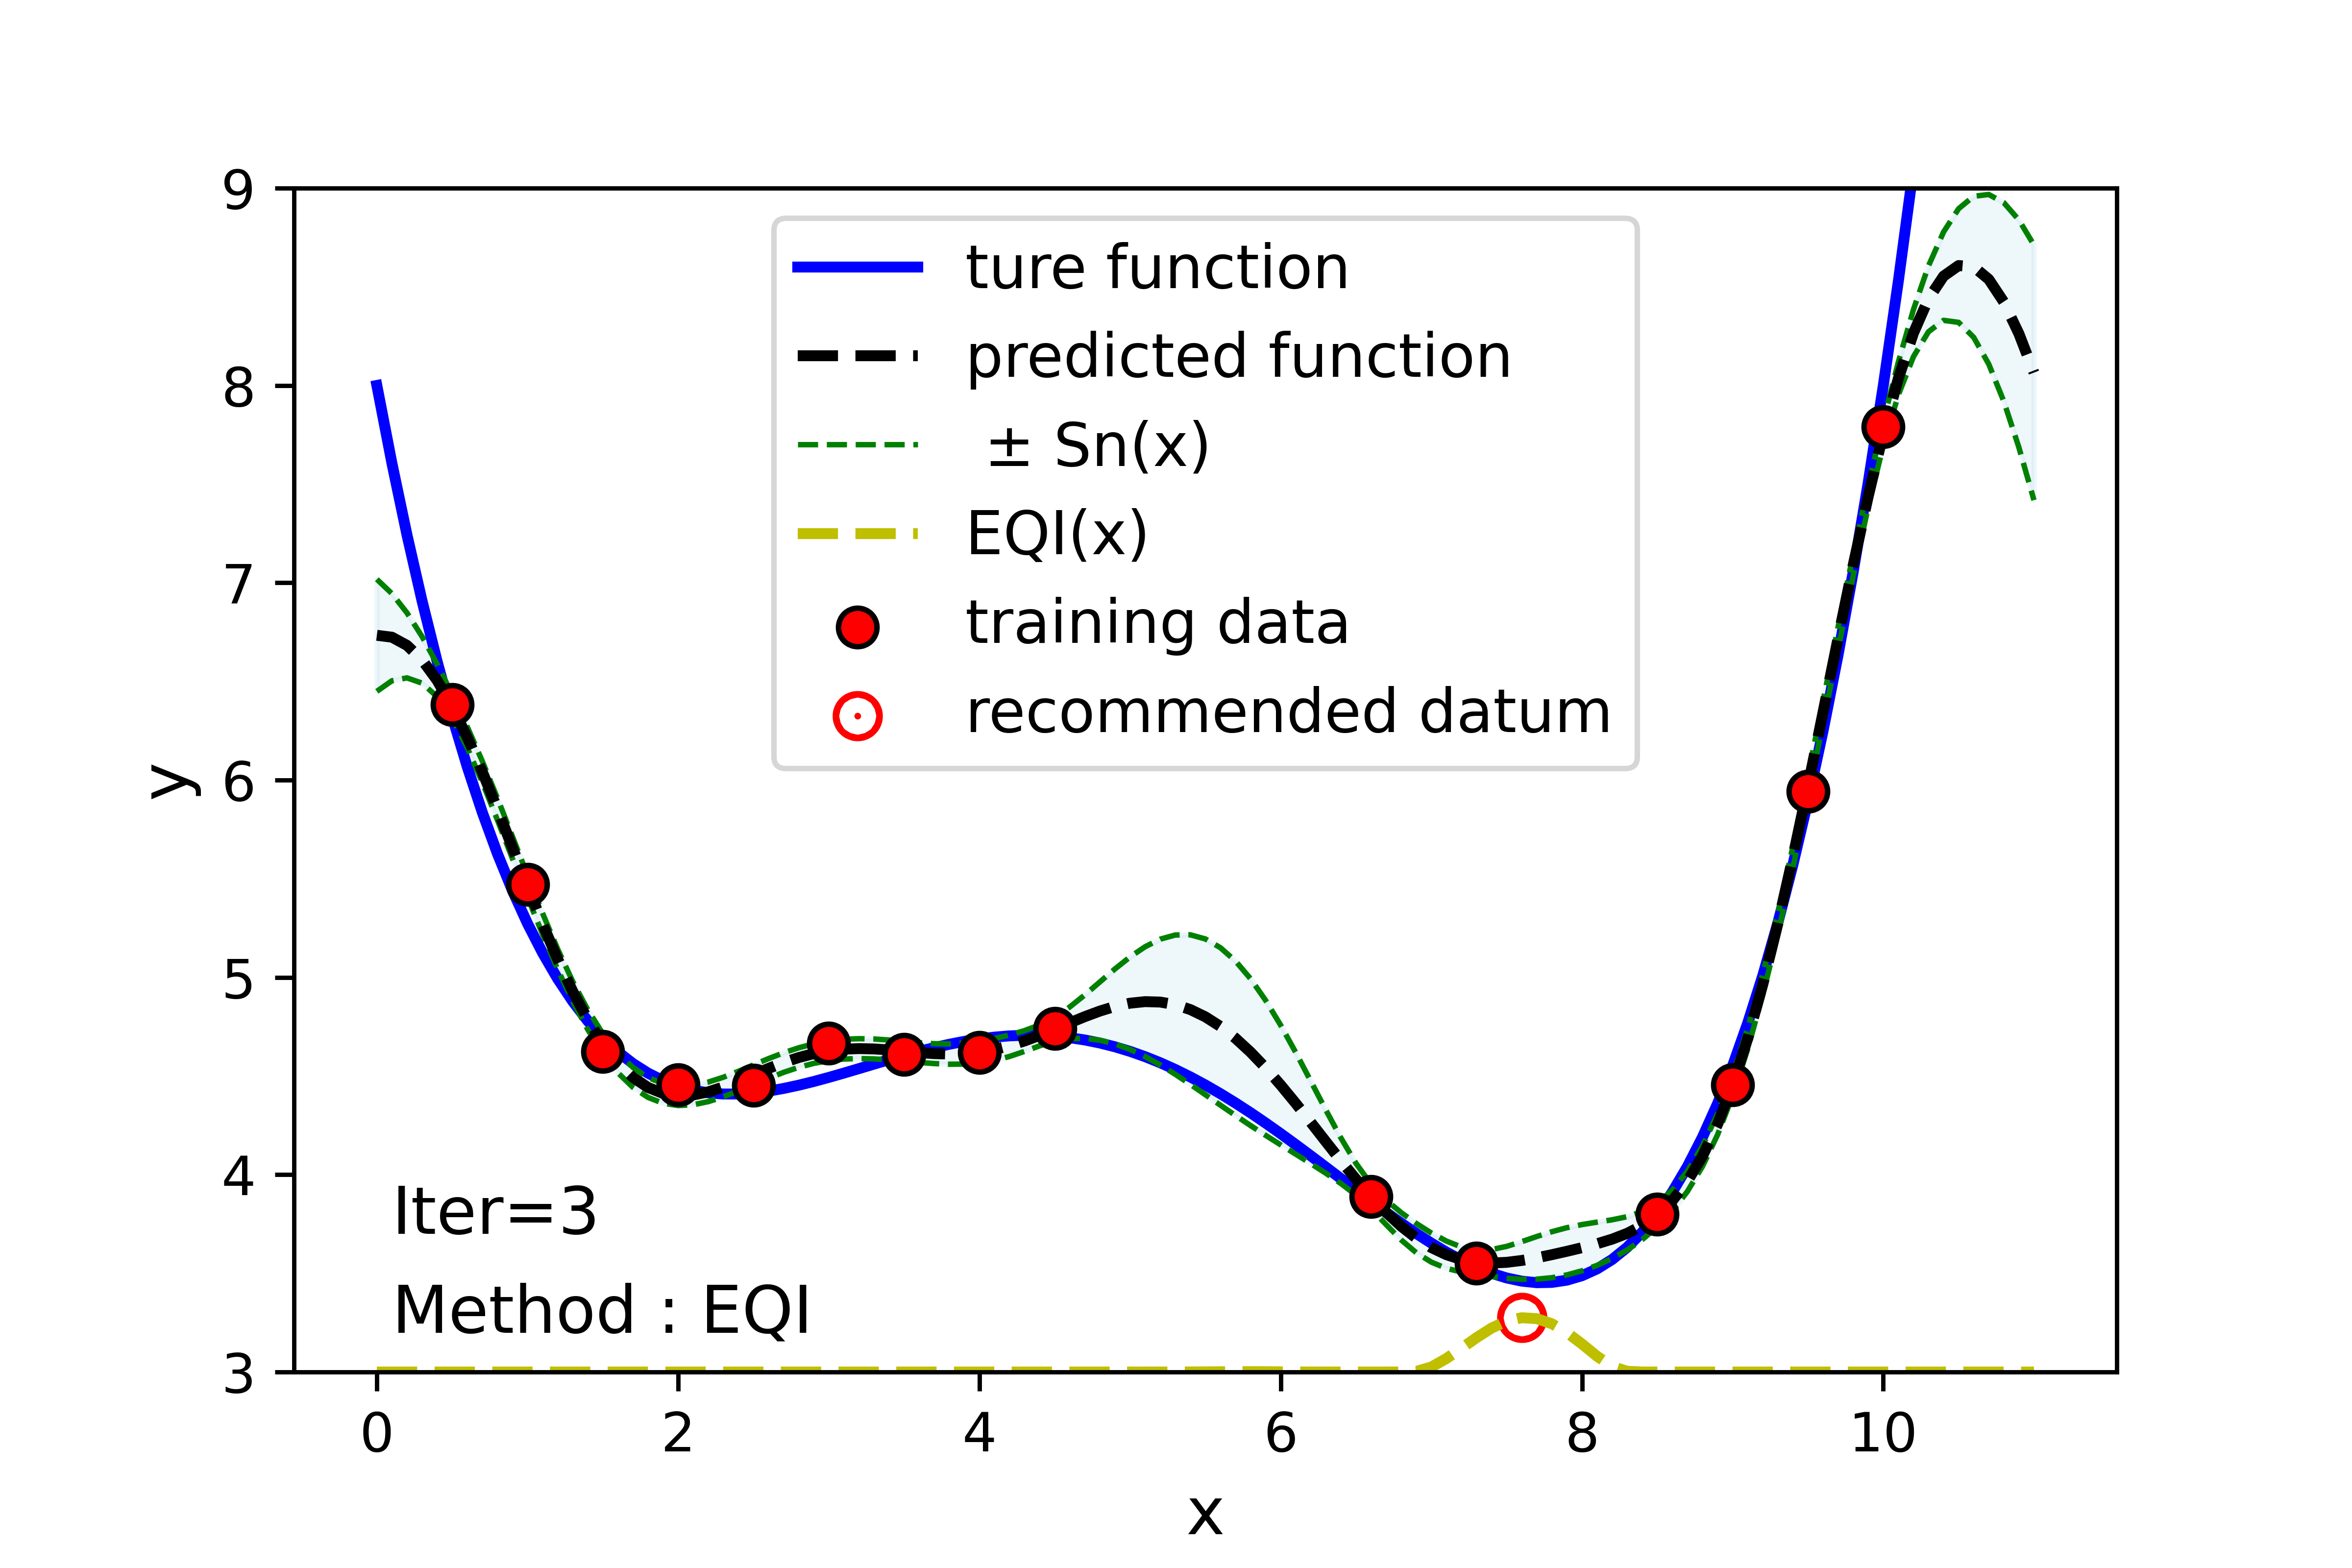 9
8
7
6
5
4
3
y
ture function
predicted function
± Sn(x)
EQI(x)
training data
recommended datum
Iter=3
Method : EQI
0 2 4 6 8 10
x